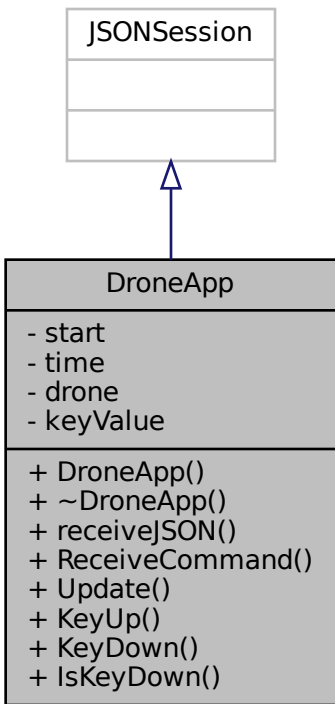 JSONSession
DroneApp
- start
- time
- drone
- keyValue
+ DroneApp()
+ ~DroneApp()
+ receiveJSON()
+ ReceiveCommand()
+ Update()
+ KeyUp()
+ KeyDown()
+ IsKeyDown()